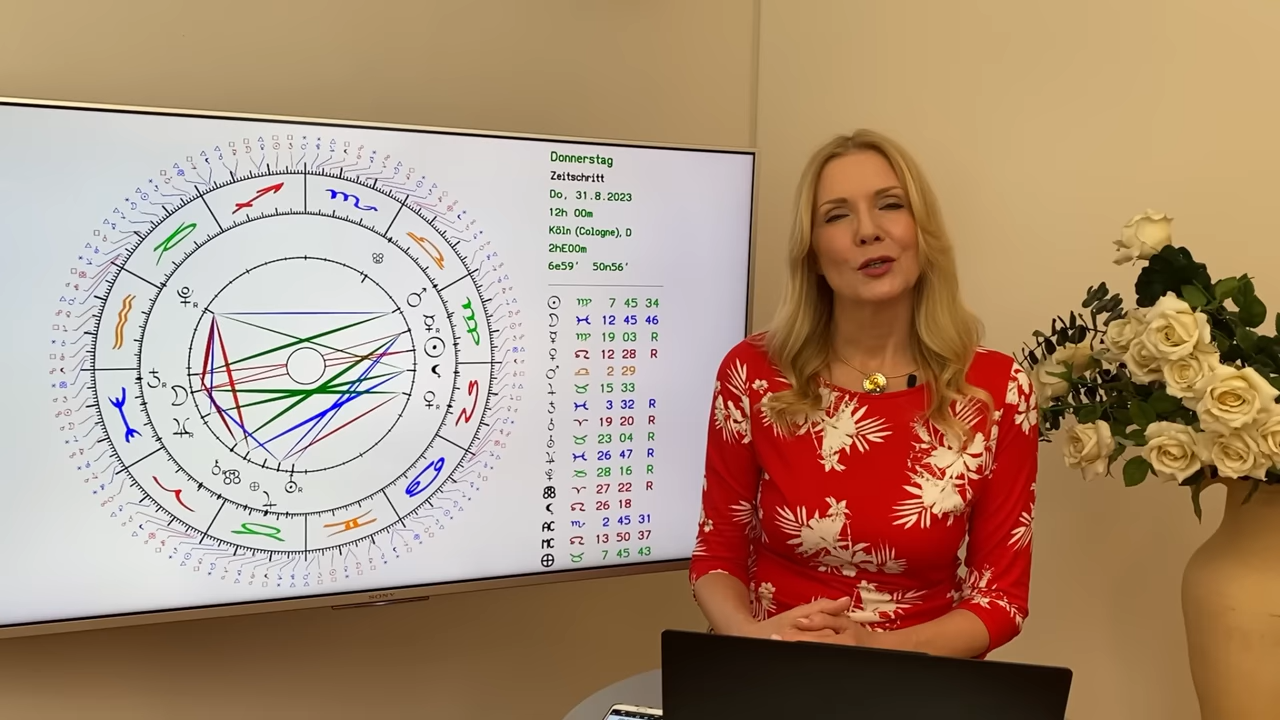 Donnerstag
Zeitschritt
Do, 31.8.2023
12h 00m
Köln (Cologne), D
2hE00m
6e59' 50n56'
☉ ♍ 7 45 34
☽ ♓ 12 45 46
☿ ♍ 19 03 R
♀ ♌ 12 28 R
♂ ♎ 2 29
♃ ♉ 15 33
♄ ♓ 3 32 R
⚷ ♈ 19 20 R
♅ ♉ 23 04 R
♆ ♓ 26 47 R
♇ ♑ 28 16 R
☊ ♈ 27 22 R
⚸ ♌ 26 18
AC ♏ 2 45 31
MC ♌ 13 50 37
⊕ ♉ 7 45 43
SONY